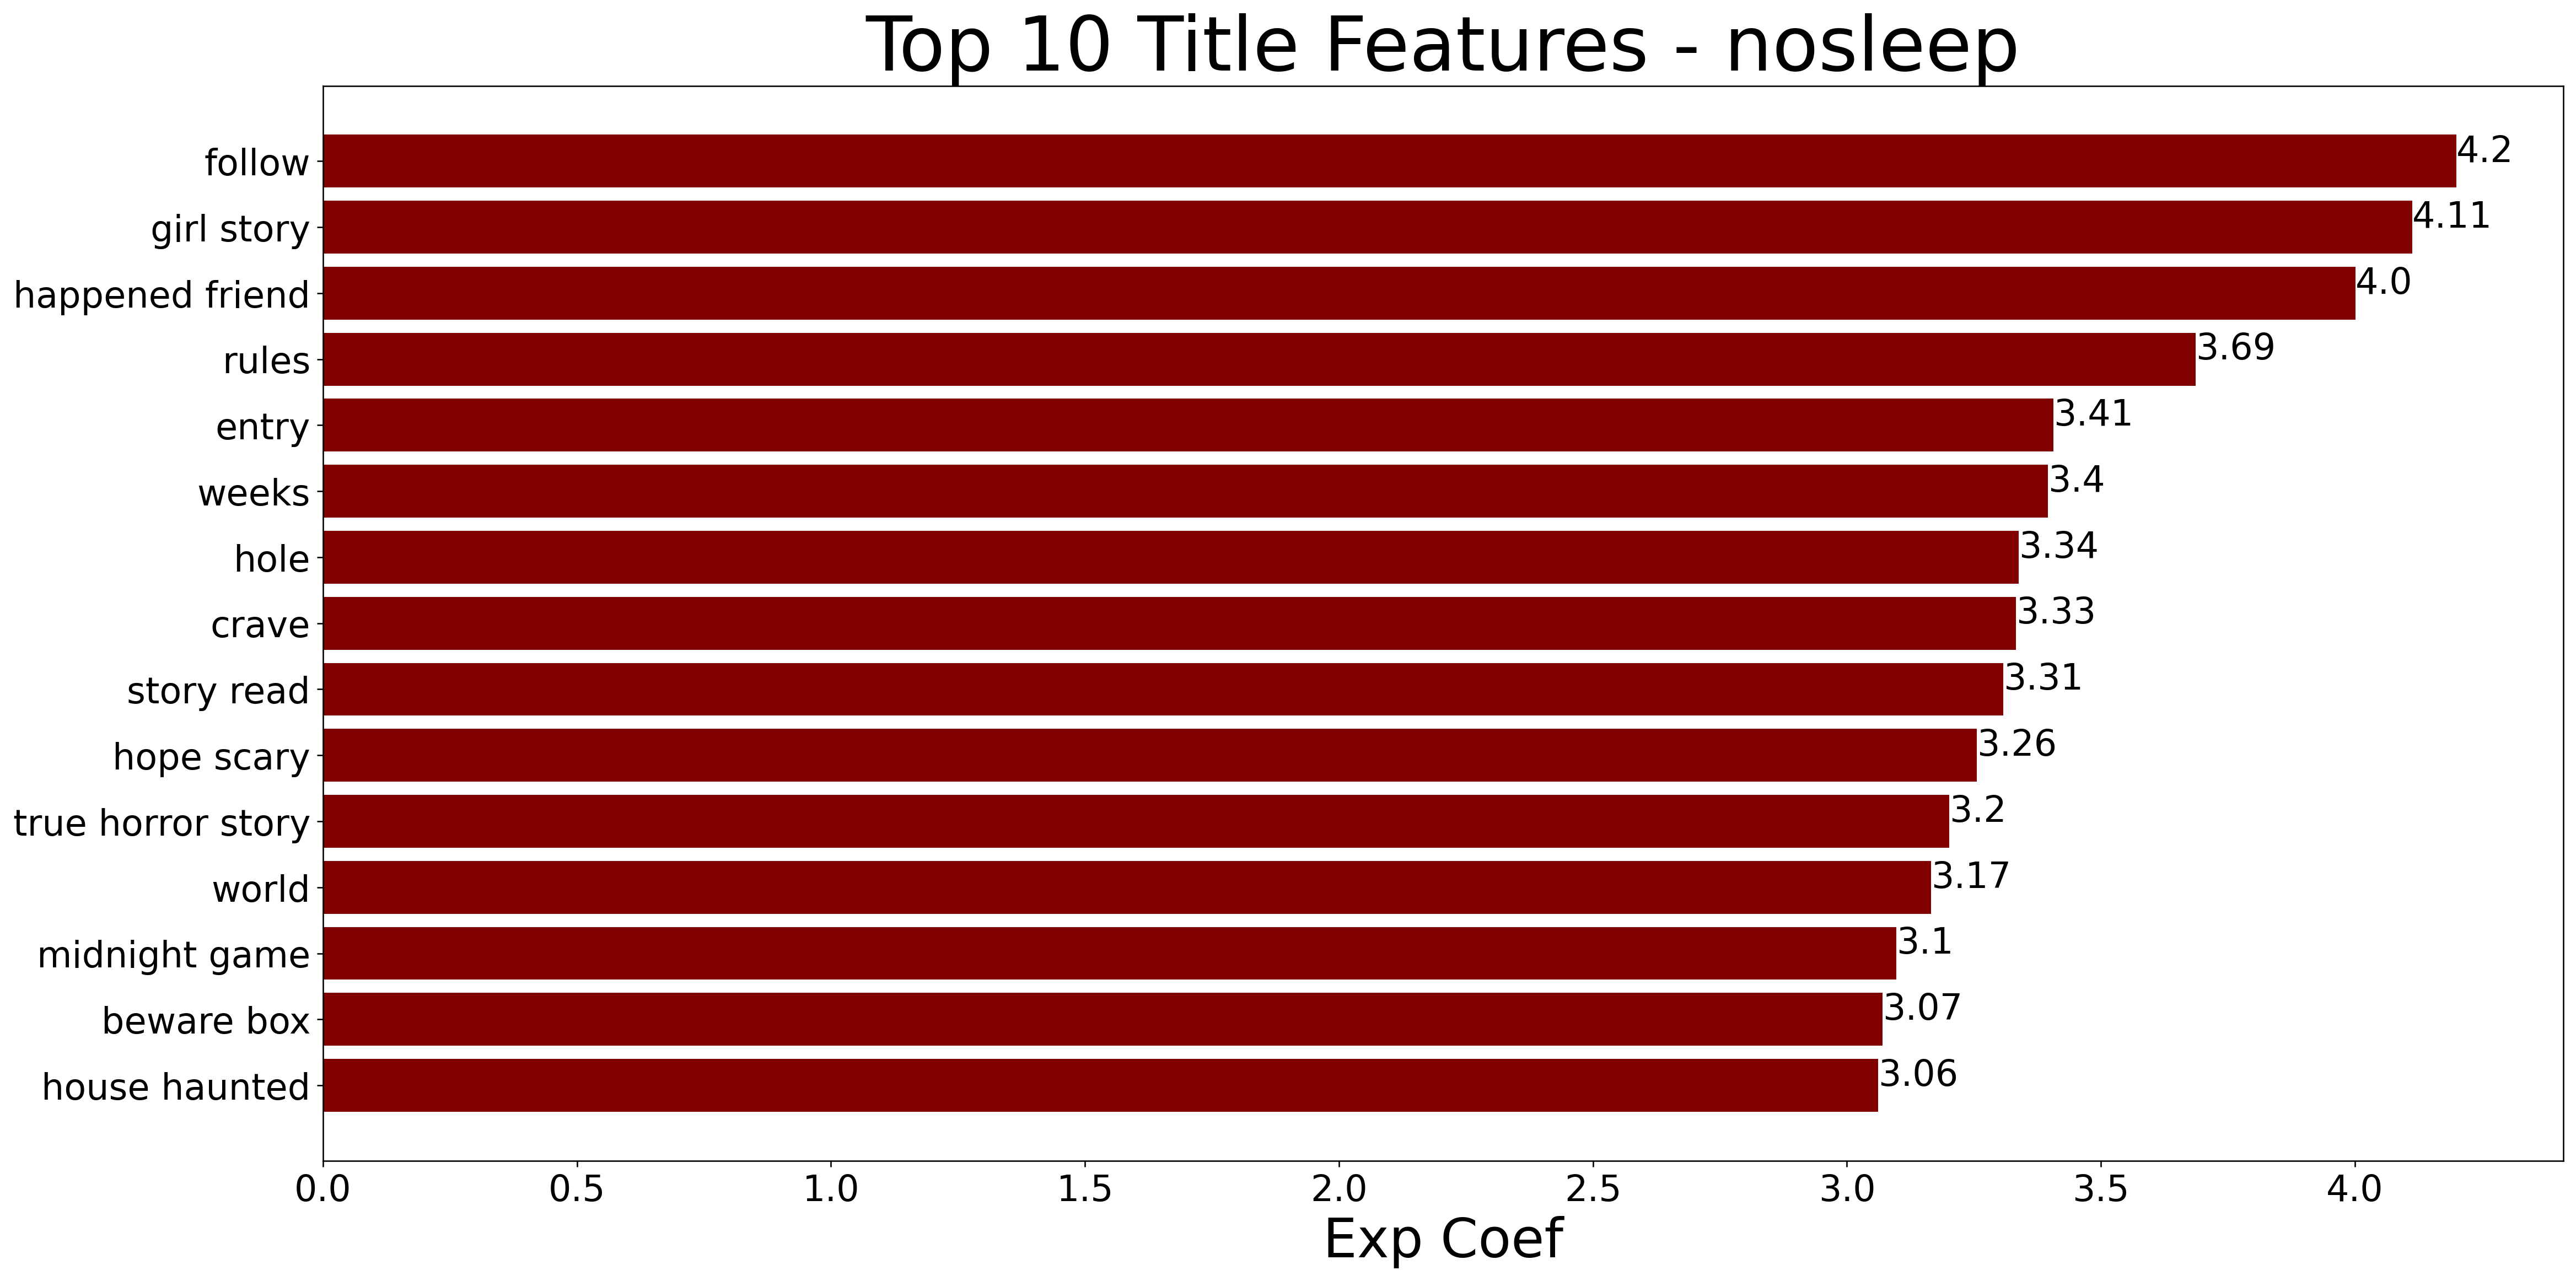 Top 10 Title Features - nosleep
follow 4.2
girl story 4.11
happened friend 4.0
rules 3.69
entry 3.41
weeks 3.4
hole 3.34
crave 3.33
story read 3.31
hope scary 3.26
true horror story 3.2
world 3.17
midnight game 3.1
beware box 3.07
house haunted 3.06
0.0 0.5 1.0 1.5 2.0 2.5 3.0 3.5 4.0
Exp Coef